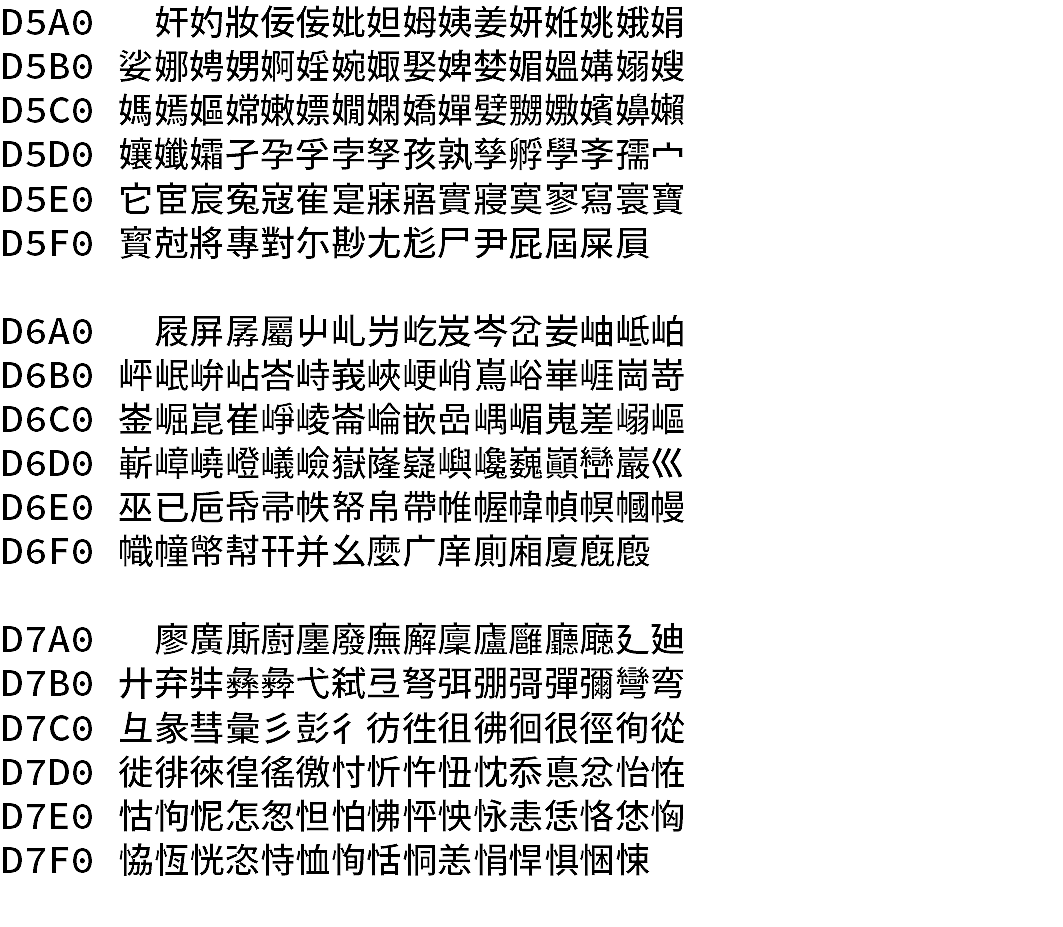 D5A0 奸妁妝佞侫妣妲姆姨姜妍姙姚娥娟
D5B0 娑娜娉娚婀婬婉娵娶婢婪媚媼媾嫋嫂
D5C0 媽嫣嫗嫦嫩嫖嫺嫻嬌嬋嬖嬲嫐嬪嬶嬾
D5D0 孃孅孀孑孕孚孛孥孩孰孳孵學斈孺宀
D5E0 它宦宸寃寇寉寔寐寤實寢寞寥寫寰寶
D5F0 寳尅將專對尓尠尢尨尸尹屁屆屎屓
D6A0 屐屏孱屬屮乢屶屹岌岑岔妛岫岻岶
D6B0 岼岷峅岾峇峙峩峽峺峭嶌峪崋崕崗嵜
D6C0 崟崛崑崔崢崚崙崘嵌嵒嵎嵋嵬嵳嵶嶇
D6D0 嶄嶂嶢嶝嶬嶮嶽嶐嶷嶼巉巍巓巒巖巛
D6E0 巫已巵帋帚帙帑帛帶帷幄幃幀幎幗幔
D6F0 幟幢幤幇幵并幺麼广庠廁廂廈廐廏
D7A0 廖廣廝廚廛廢廡廨廩廬廱廳廰廴廸
D7B0 廾弃弉彝彜弋弑弖弩弭弸彁彈彌彎弯
D7C0 彑彖彗彙彡彭彳彷徃徂彿徊很徑徇從
D7D0 徙徘徠徨徭徼忖忻忤忸忱忝悳忿怡恠
D7E0 怙怐怩怎怱怛怕怫怦怏怺恚恁恪恷恟
D7F0 恊恆恍恣恃恤恂恬恫恙悁悍惧悃悚